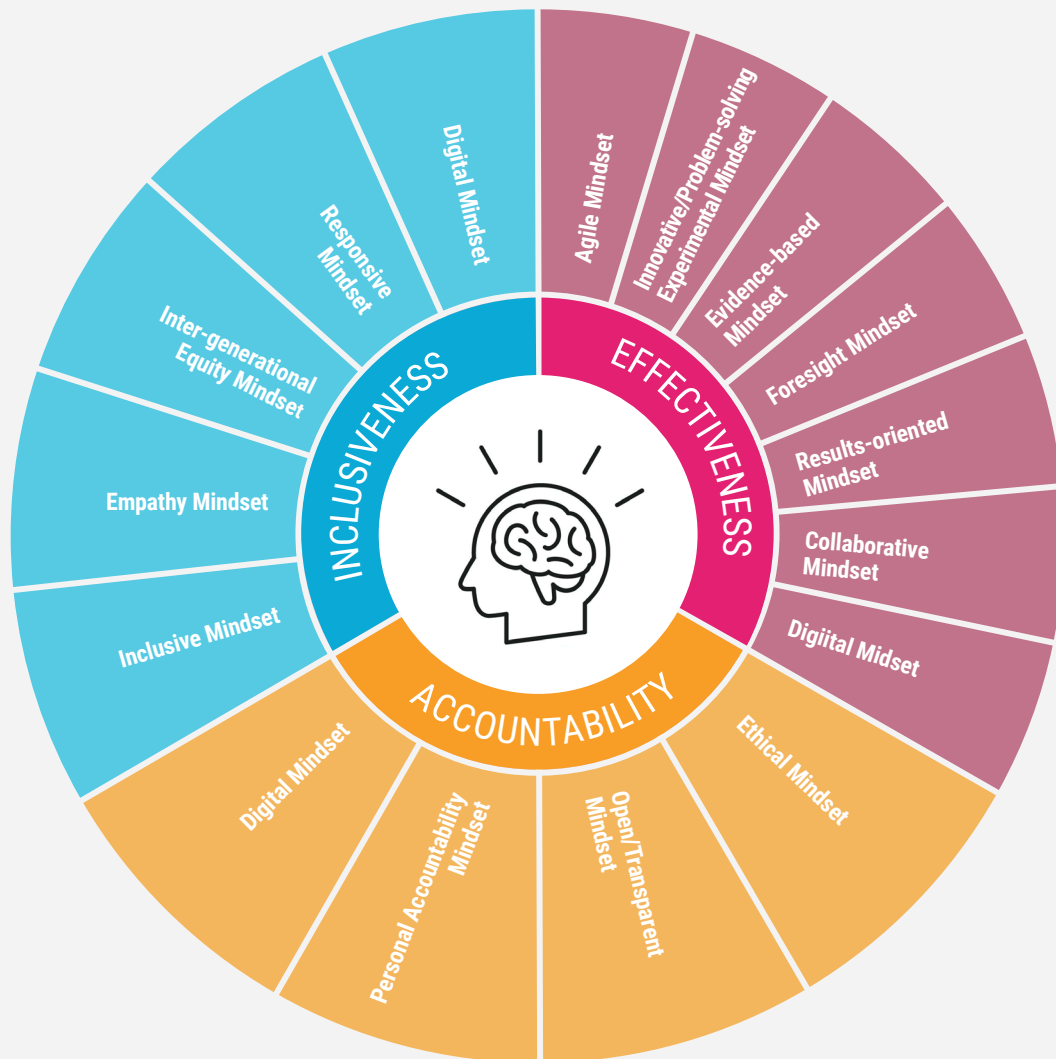 EFFECTIVENESS
Agile Mindset
Innovative/Problem-solving
Experimental Mindset
Evidence-based
Mindset
Foresight Mindset
Results-oriented
Mindset
Collaborative
Mindset
Digiital Midset
ACCOUNTABILITY
Ethical Mindset
Open/Transparent
Mindset
Personal Accountability
Mindset
Digital Mindset
INCLUSIVENESS
Inclusive Mindset
Empathy Mindset
Inter-generational
Equity Mindset
Responsive
Mindset
Digital Mindset